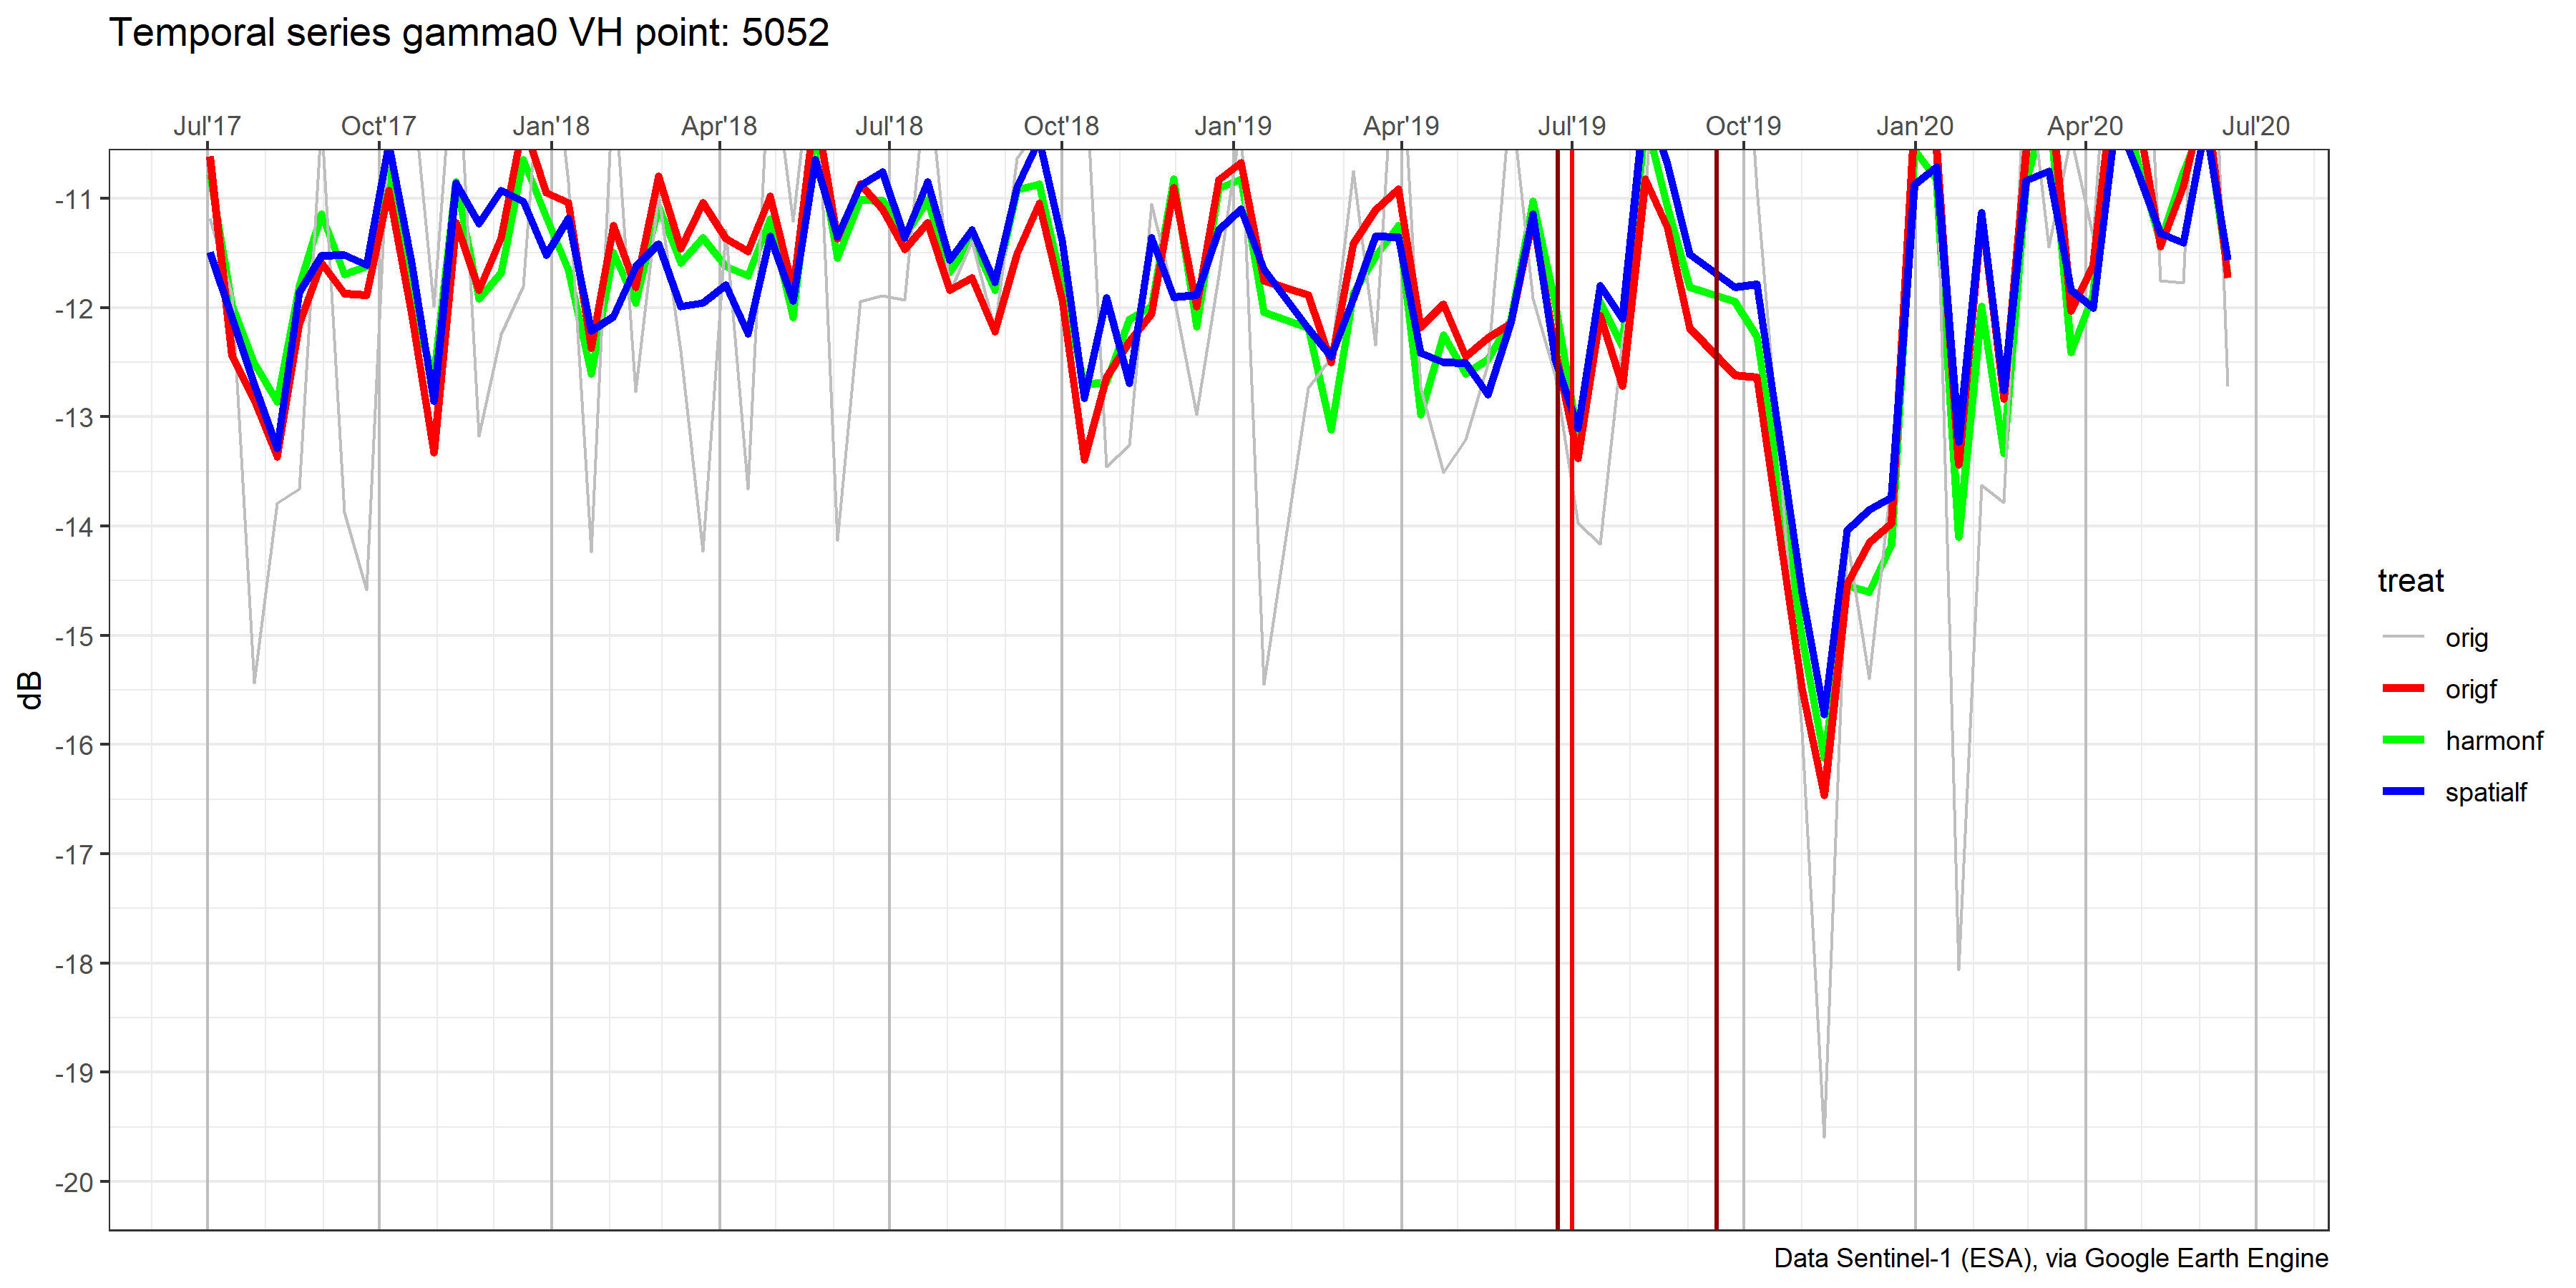 Temporal series gamma0 VH point: 5052
Jul'17 Oct'17 Jan'18 Apr'18 Jul'18 Oct'18 Jan'19 Apr'19 Jul'19 Oct'19 Jan'20 Apr'20 Jul'20
-11
-12
-13
-14
-15
-16
-17
-18
-19
-20
dB
treat
orig
origf
harmonf
spatialf
Data Sentinel-1 (ESA), via Google Earth Engine